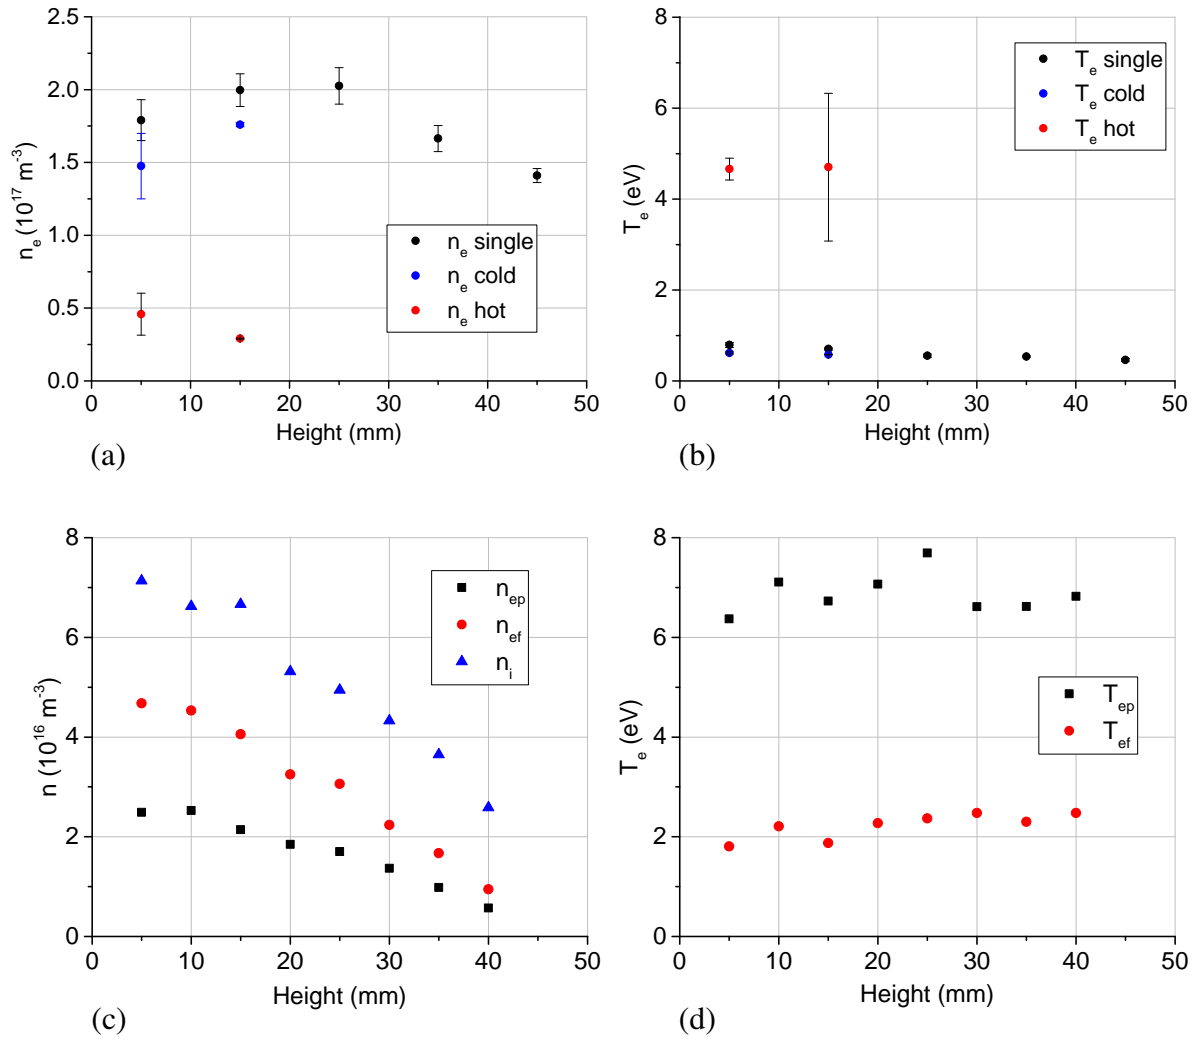 2.5
2.0
1.5
1.0
0.5
0.0
n_e (10^17 m^-3)
n_e single
n_e cold
n_e hot
0 10 20 30 40 50
Height (mm)
(a)
8
6
4
2
0
T_e (eV)
T_e single
T_e cold
T_e hot
0 10 20 30 40 50
Height (mm)
(b)
8
6
4
2
0
n (10^16 m^-3)
n_ep
n_ef
n_i
0 10 20 30 40 50
Height (mm)
(c)
8
6
4
2
0
T_e (eV)
T_ep
T_ef
0 10 20 30 40 50
Height (mm)
(d)